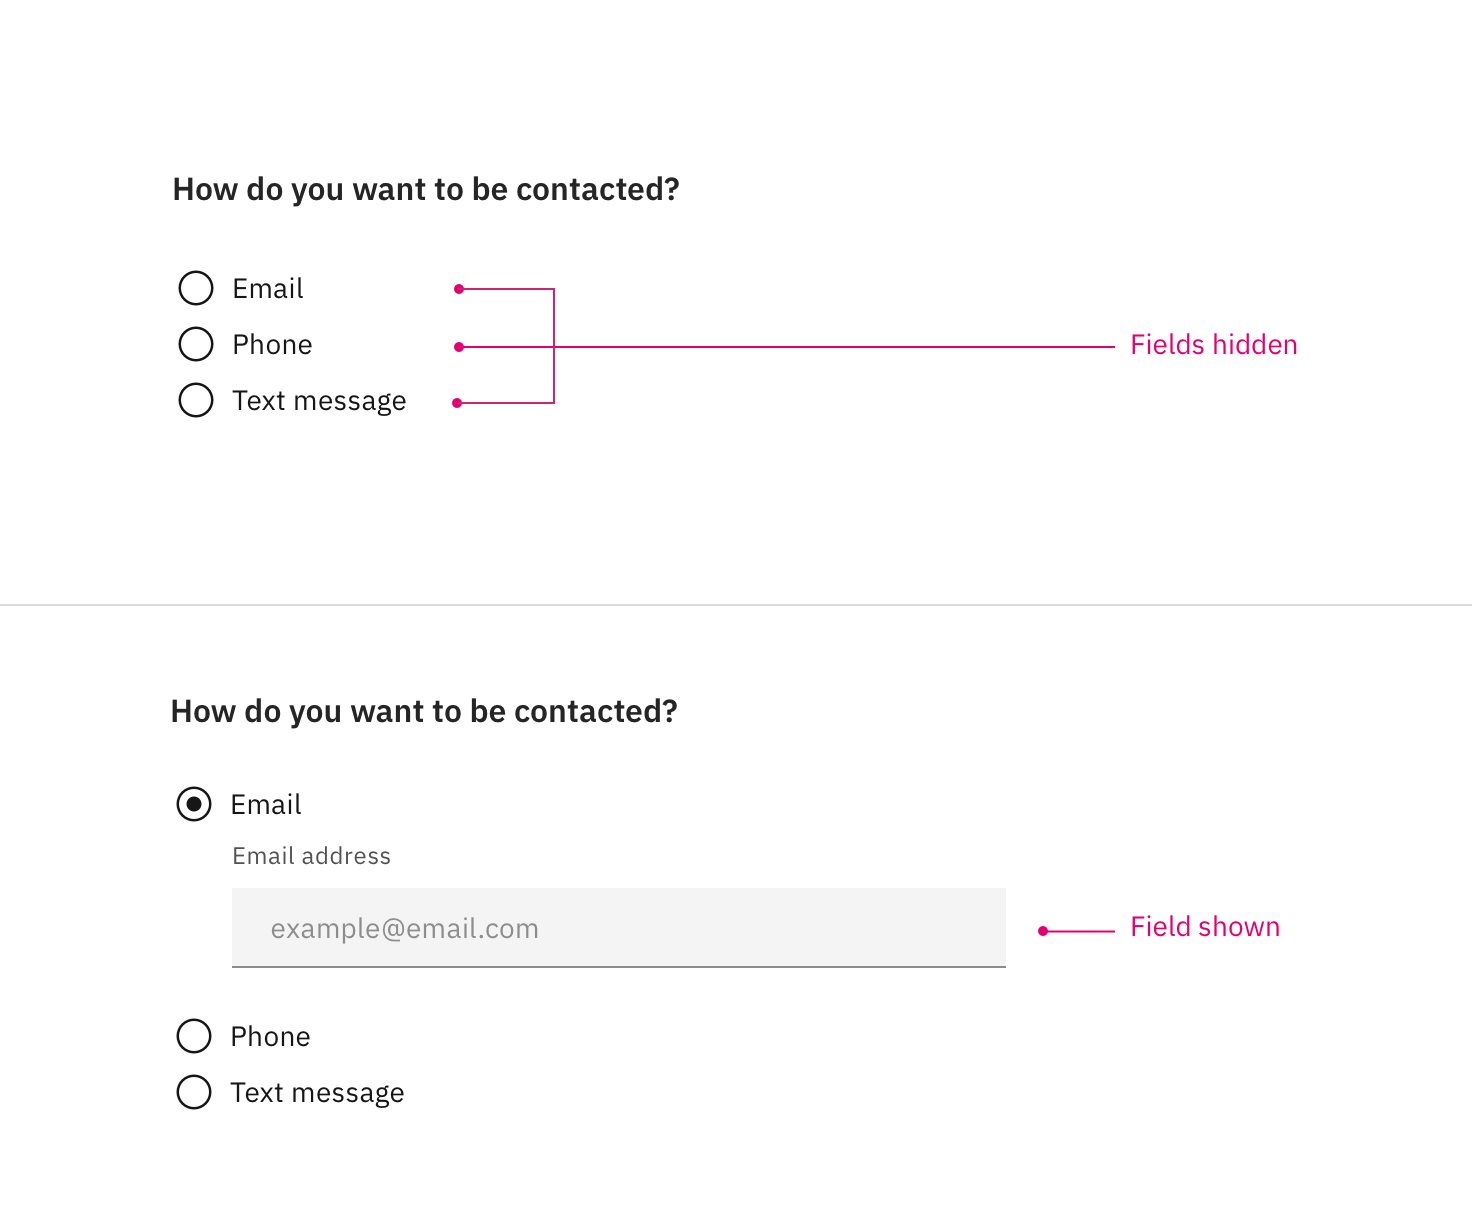 How do you want to be contacted?
Email
Phone
Fields hidden
Text message
How do you want to be contacted?
Email
Email address
example@email.com
Field shown
Phone
Text message